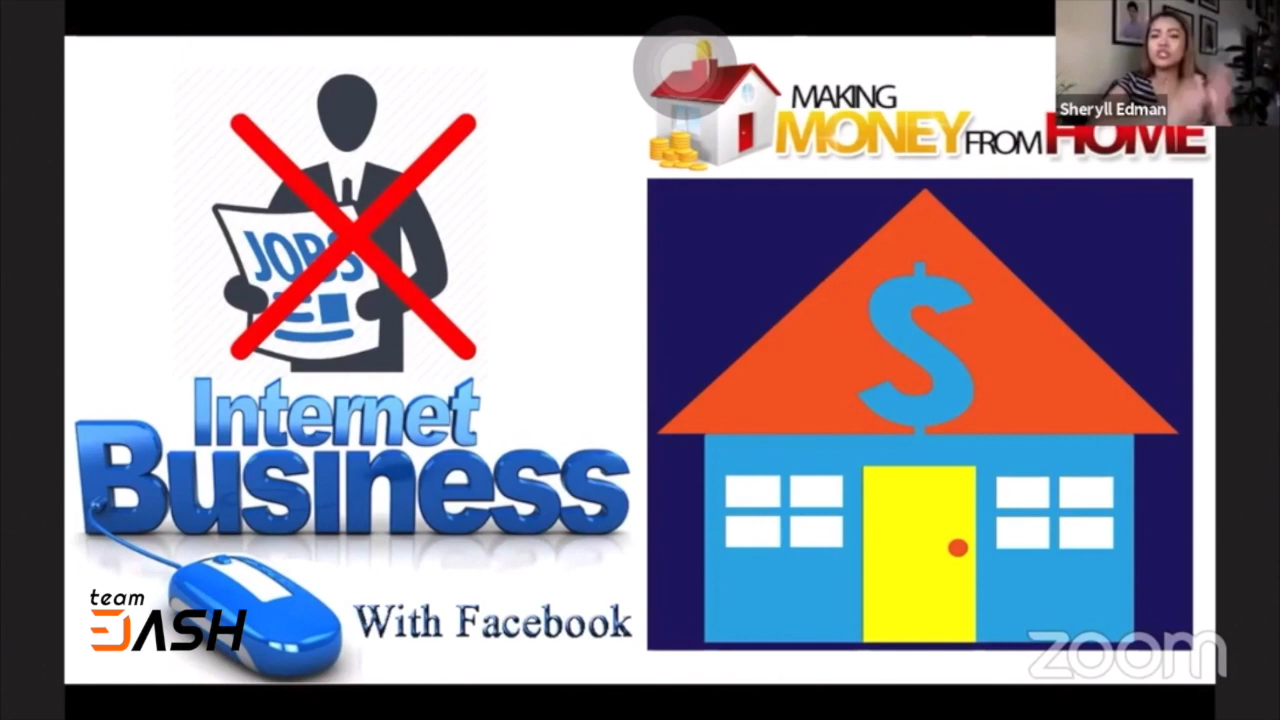 JOBS
Internet
Business
With Facebook
team
DASH
MAKING
MONEY FROM HOME
Sheryll Edman
zoom